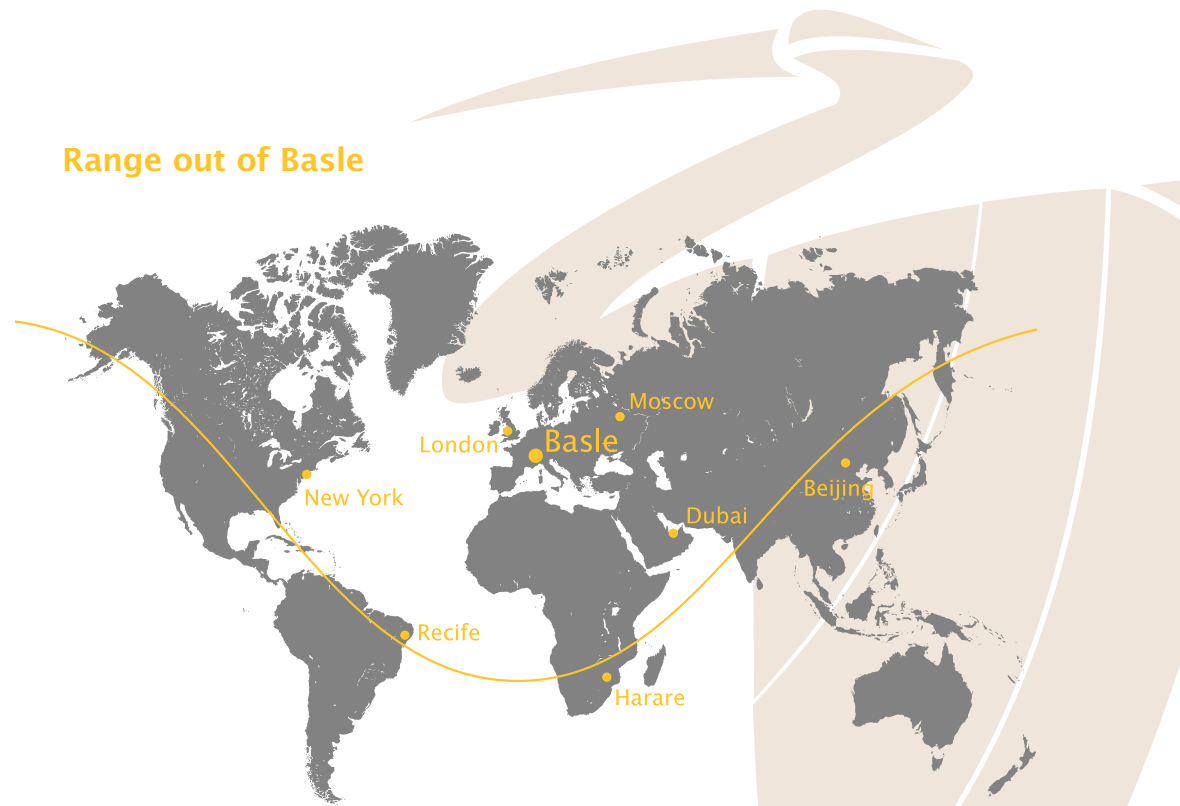 Range out of Basle
Moscow
London
Basle
New York
Beijing
Dubai
Recife
Harare